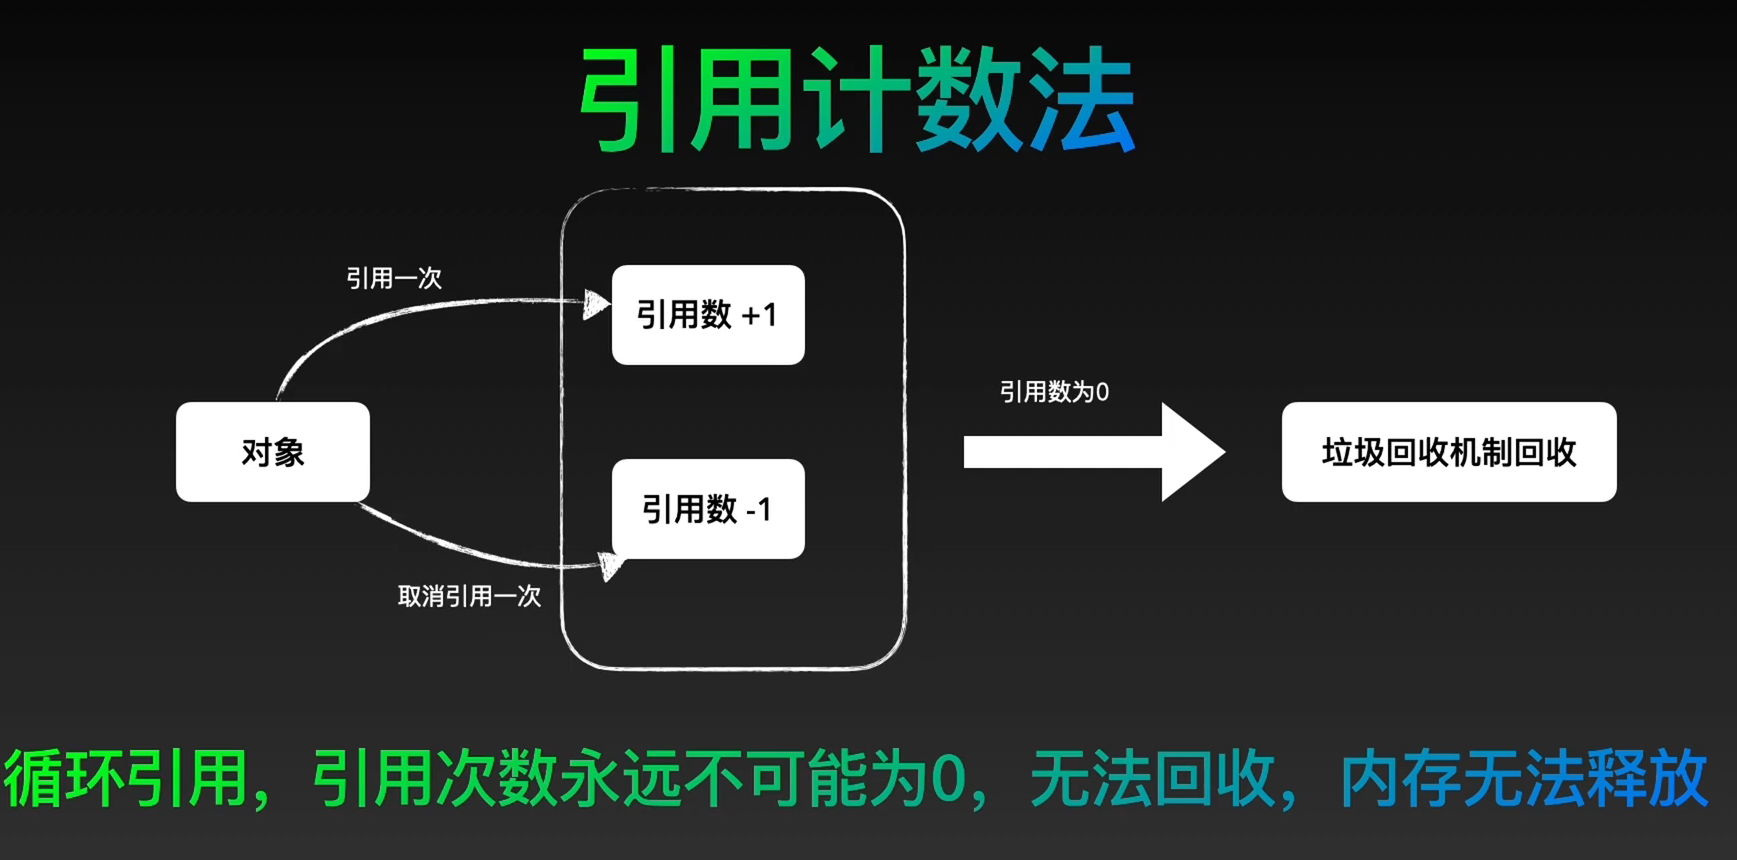 引用计数法
引用一次
引用数 +1
对象
引用数为0
垃圾回收机制回收
引用数 -1
取消引用一次
循环引用，引用次数永远不可能为0，无法回收，内存无法释放